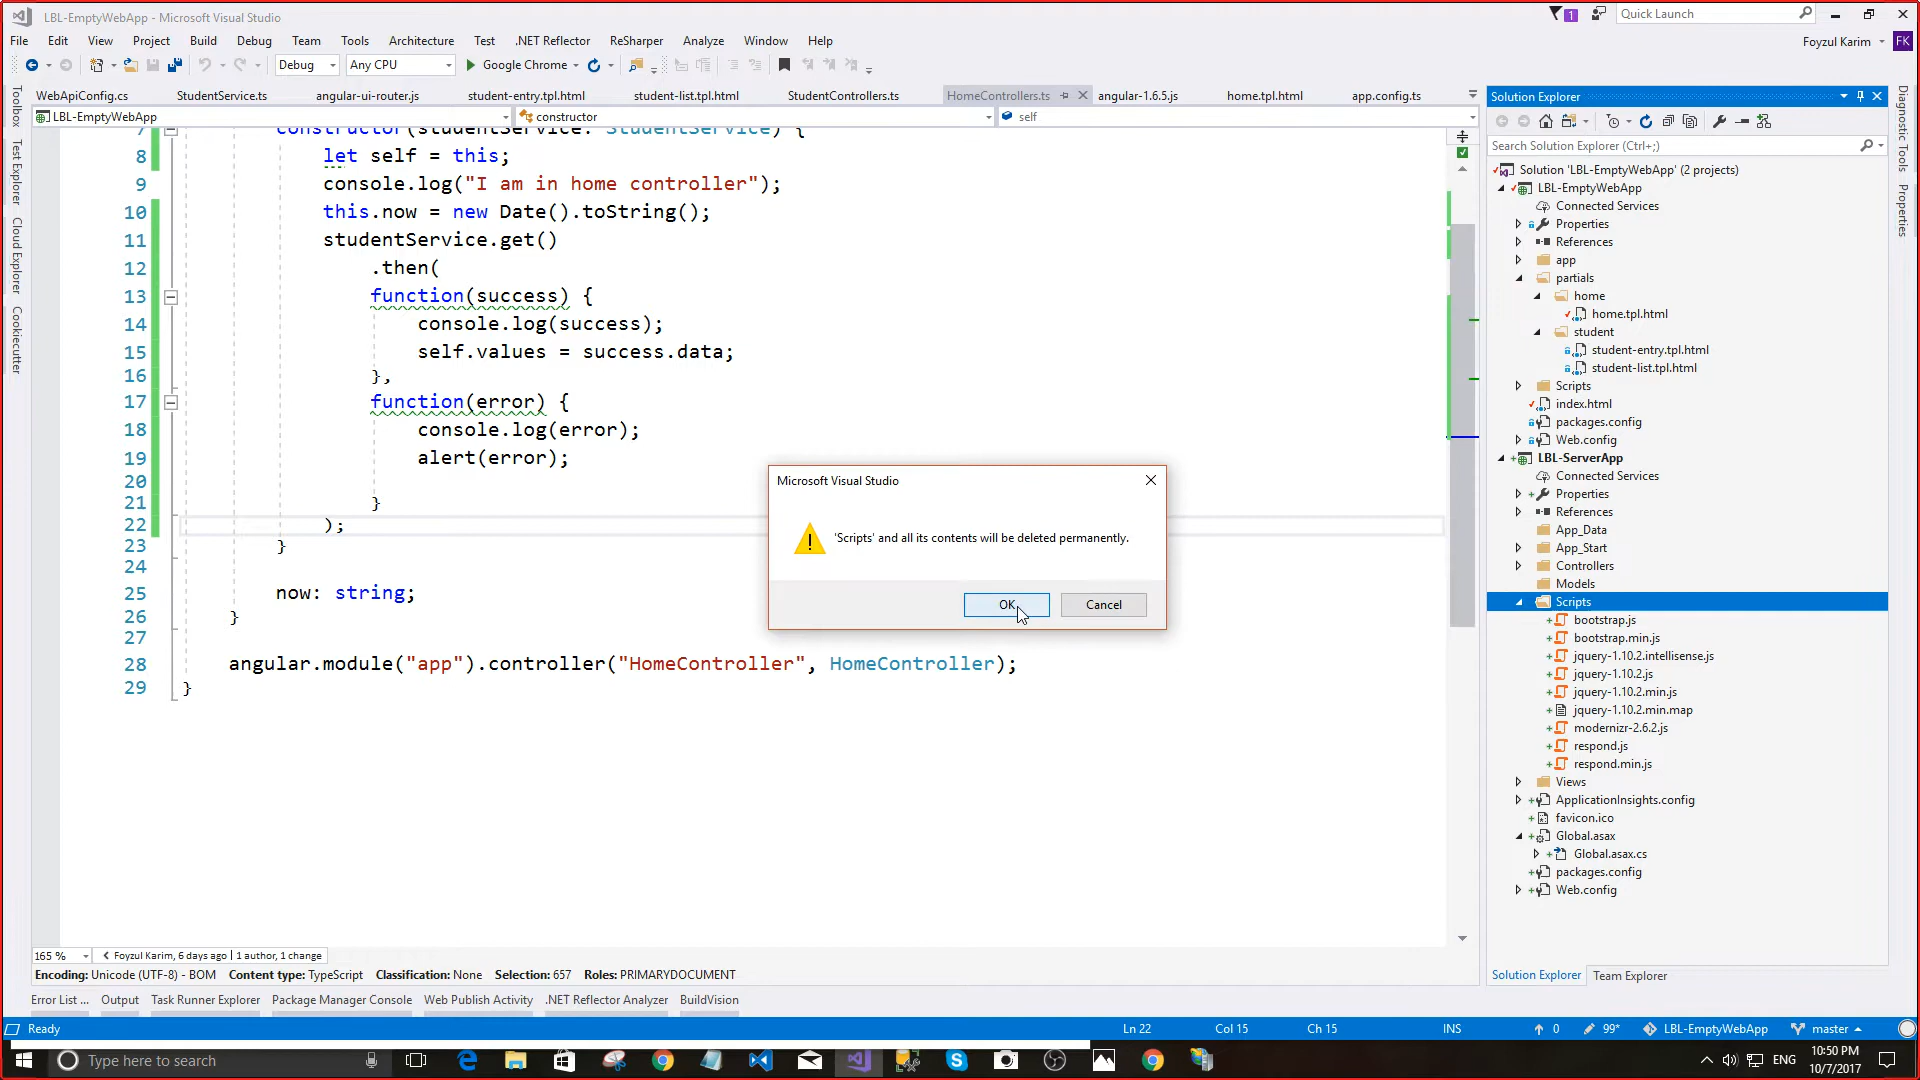 LBL-EmptyWebApp - Microsoft Visual Studio
1
Quick Launch
File Edit View Project Build Debug Team Tools Architecture Test .NET Reflector ReSharper Analyze Window Help
Foyzul Karim
FK
Debug
Any CPU
Google Chrome
WebApiConfig.cs StudentService.ts angular-ui-router.js student-entry.tpl.html student-list.tpl.html StudentControllers.ts HomeControllers.ts angular-1.6.5.js home.tpl.html app.config.ts
LBL-EmptyWebApp
constructor
self
Toolbox
Test Explorer
Cloud Explorer
Cookiecutter
7 constructor(studentService: StudentService) {
8 let self = this;
9 console.log("I am in home controller");
10 this.now = new Date().toString();
11 studentService.get()
12 .then(
13 function(success) {
14 console.log(success);
15 self.values = success.data;
16 },
17 function(error) {
18 console.log(error);
19 alert(error);
20
21 }
22 );
23 }
24
25 now: string;
26 }
27
28 angular.module("app").controller("HomeController", HomeController);
29 }
Microsoft Visual Studio
'Scripts' and all its contents will be deleted permanently.
OK
Cancel
Solution Explorer
Search Solution Explorer (Ctrl+;)
Solution 'LBL-EmptyWebApp' (2 projects)
LBL-EmptyWebApp
Connected Services
Properties
References
app
partials
home
home.tpl.html
student
student-entry.tpl.html
student-list.tpl.html
Scripts
index.html
packages.config
Web.config
LBL-ServerApp
Connected Services
Properties
References
App_Data
App_Start
Controllers
Models
Scripts
bootstrap.js
bootstrap.min.js
jquery-1.10.2.intellisense.js
jquery-1.10.2.js
jquery-1.10.2.min.js
jquery-1.10.2.min.map
modernizr-2.6.2.js
respond.js
respond.min.js
Views
ApplicationInsights.config
favicon.ico
Global.asax
Global.asax.cs
packages.config
Web.config
Diagnostic Tools
Properties
165 %
Foyzul Karim, 6 days ago | 1 author, 1 change
Encoding: Unicode (UTF-8) - BOM Content type: TypeScript Classification: None Selection: 657 Roles: PRIMARYDOCUMENT
Solution Explorer Team Explorer
Error List ... Output Task Runner Explorer Package Manager Console Web Publish Activity .NET Reflector Analyzer BuildVision
Ready
Ln 22
Col 15
Ch 15
INS
0
99*
LBL-EmptyWebApp
master
Type here to search
ENG
10:50 PM
10/7/2017